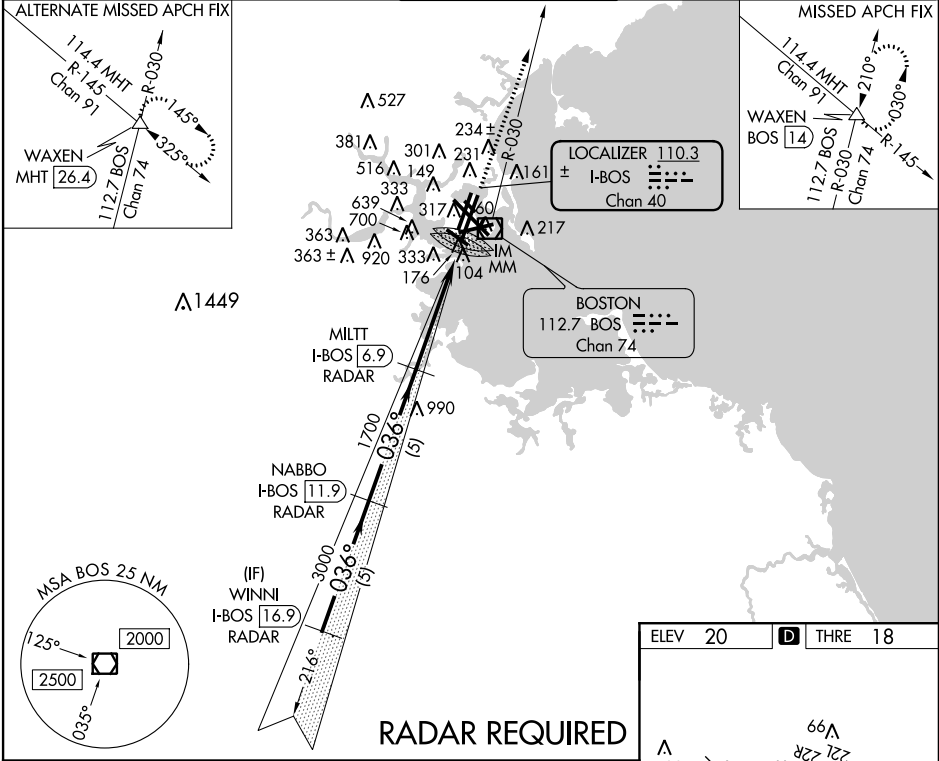 ALTERNATE MISSED APCH FIX
114.4 MHT
R-145
Chan 91
R-030
145°
325°
WAXEN
MHT 26.4
112.7 BOS
Chan 74
MISSED APCH FIX
114.4 MHT
Chan 91
210°
030°
WAXEN
BOS 14
R-145
112.7 BOS
R-030
Chan 74
527
381
301
234 ±
231
R-030
516
149
333
161 ±
639
317
60
700
217
363
363 ±
920
333
176
104
IM
MM
1449
LOCALIZER 110.3
I-BOS
Chan 40
BOSTON
112.7 BOS
Chan 74
MILTT
I-BOS 6.9
RADAR
990
1700
036°
(5)
NABBO
I-BOS 11.9
RADAR
3000
036°
(5)
(IF)
WINNI
I-BOS 16.9
RADAR
216°
MSA BOS 25 NM
125°
2000
2500
035°
RADAR REQUIRED
ELEV 20 D THRE 18
66
22R 22L